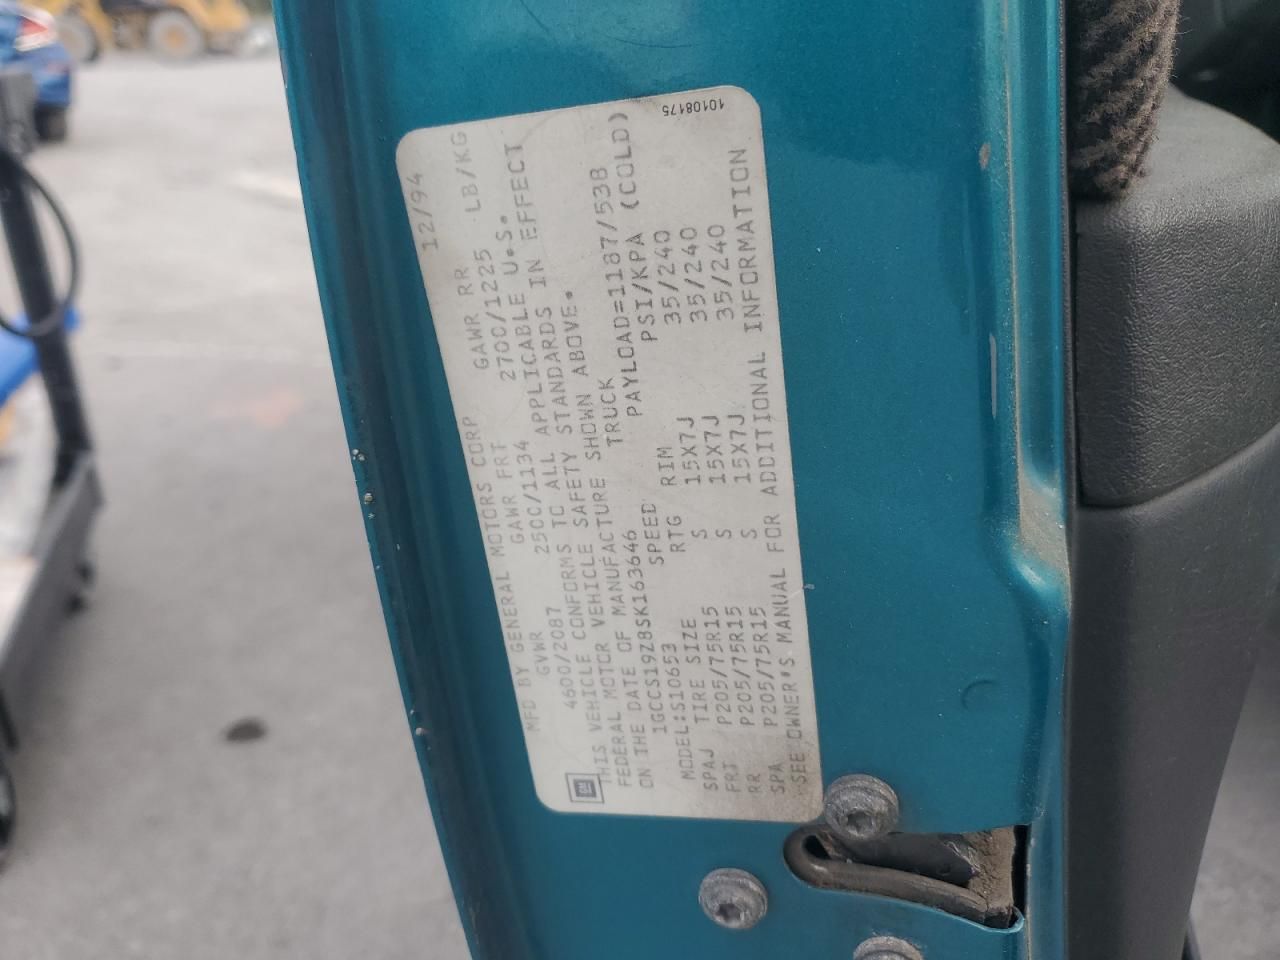 MFD BY GENERAL MOTORS CORP 12/94
GVWR GAWR FRT GAWR RR
4600/2087 2500/1134 2700/1225 LB/KG
THIS VEHICLE CONFORMS TO ALL APPLICABLE U.S.
FEDERAL MOTOR VEHICLE SAFETY STANDARDS IN EFFECT
ON THE DATE OF MANUFACTURE SHOWN ABOVE.
1GCCS19Z8SK163646 TRUCK
MODEL:S10653 SPEED PAYLOAD=1187/538
TIRE SIZE RTG RIM PSI/KPA (COLD)
FRT P205/75R15 S 15X7J 35/240
RR P205/75R15 S 15X7J 35/240
SPA P205/75R15 S 15X7J 35/240
SEE OWNER'S MANUAL FOR ADDITIONAL INFORMATION
GM
10108175